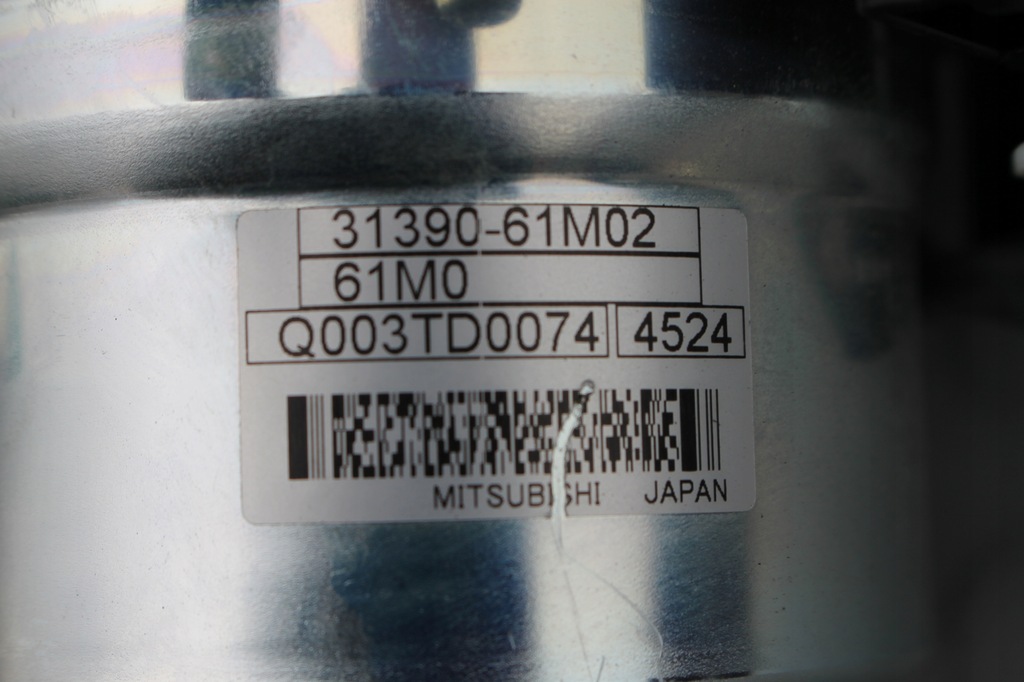 31390-61M02
61M0
Q003TD0074 4524
MITSUBISHI JAPAN